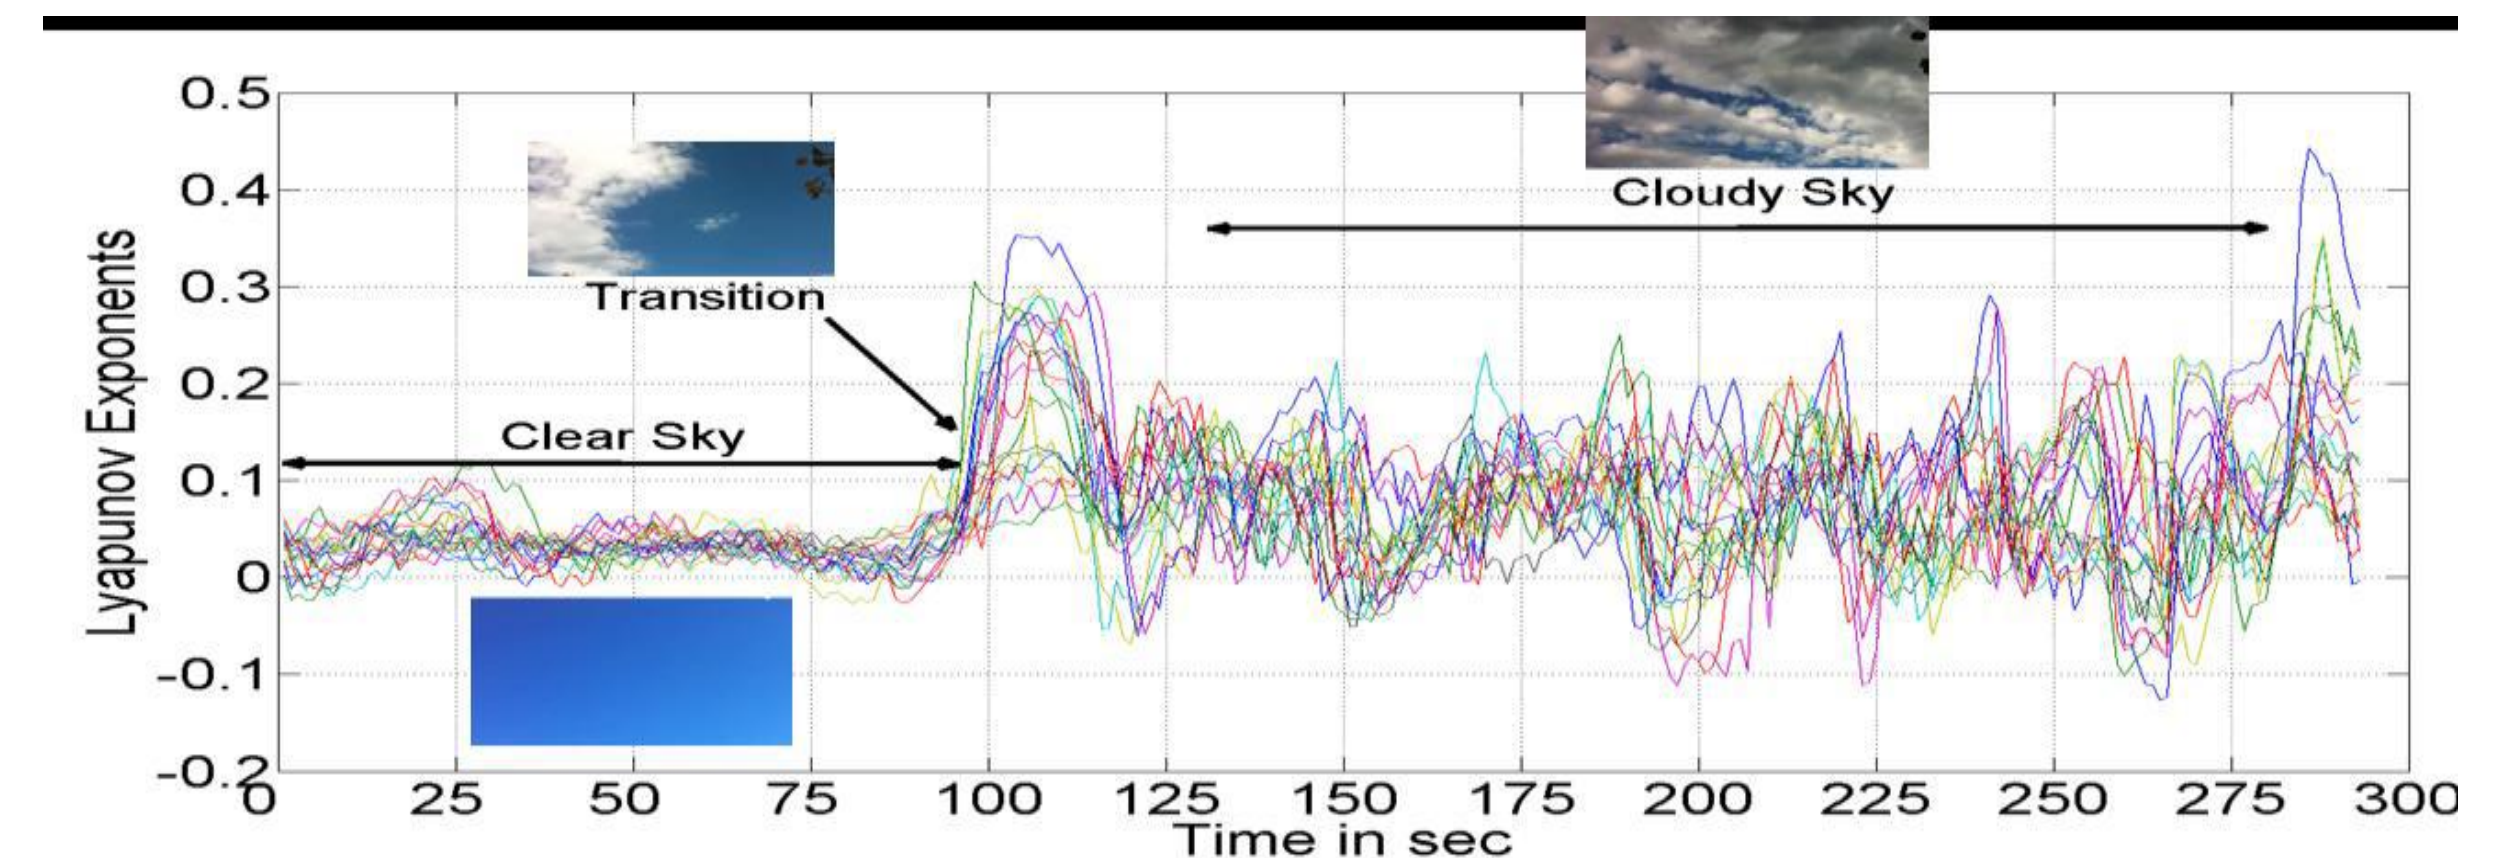 0.5
0.4
0.3
0.2
0.1
0
-0.1
-0.2
Lyapunov Exponents
Transition
Clear Sky
Cloudy Sky
0 25 50 75 100 125 150 175 200 225 250 275 300
Time in sec